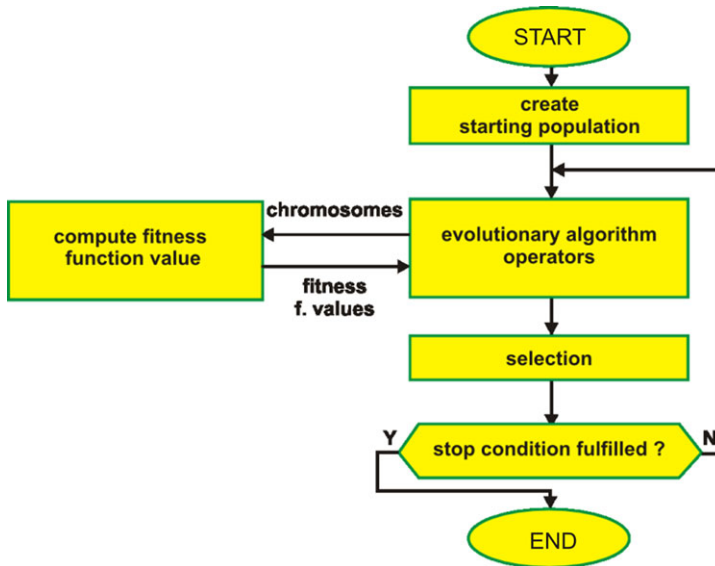 START
create
starting population
chromosomes
compute fitness
function value
evolutionary algorithm
operators
fitness
f. values
selection
Y
stop condition fulfilled ?
N
END